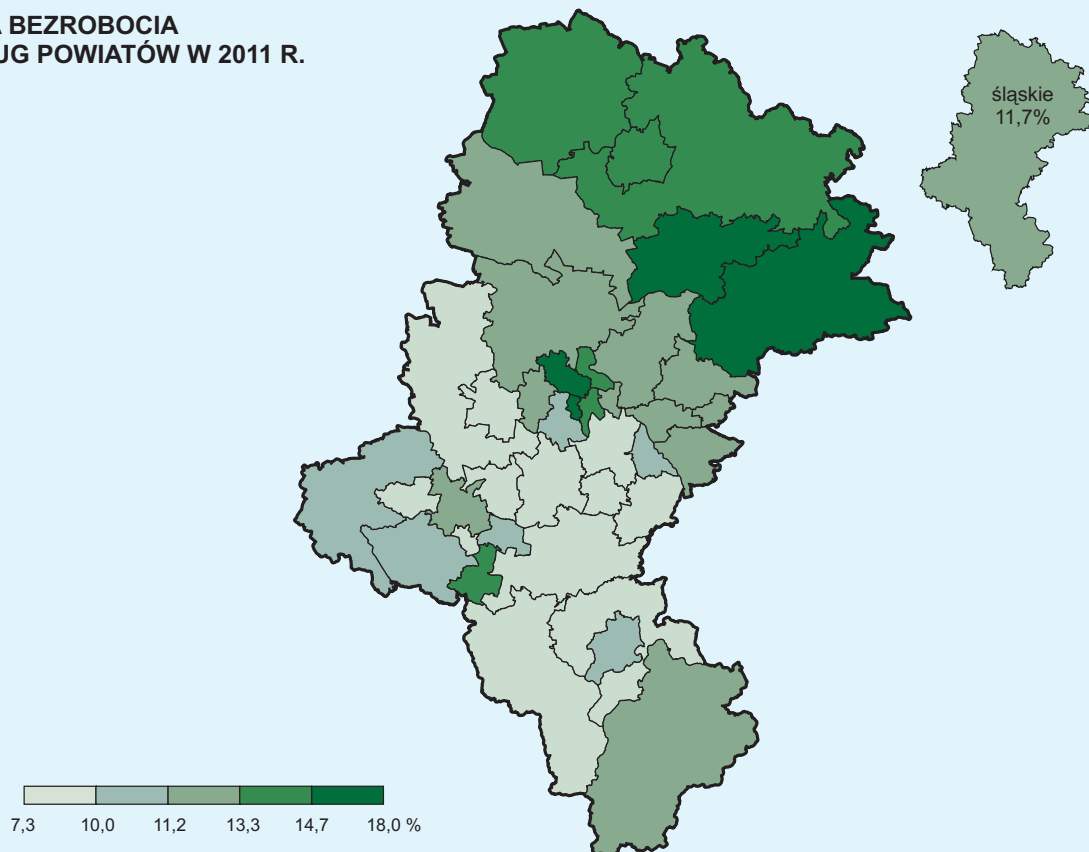 A BEZROBOCIA
UG POWIATÓW W 2011 R.
śląskie
11,7%
7,3 10,0 11,2 13,3 14,7 18,0 %